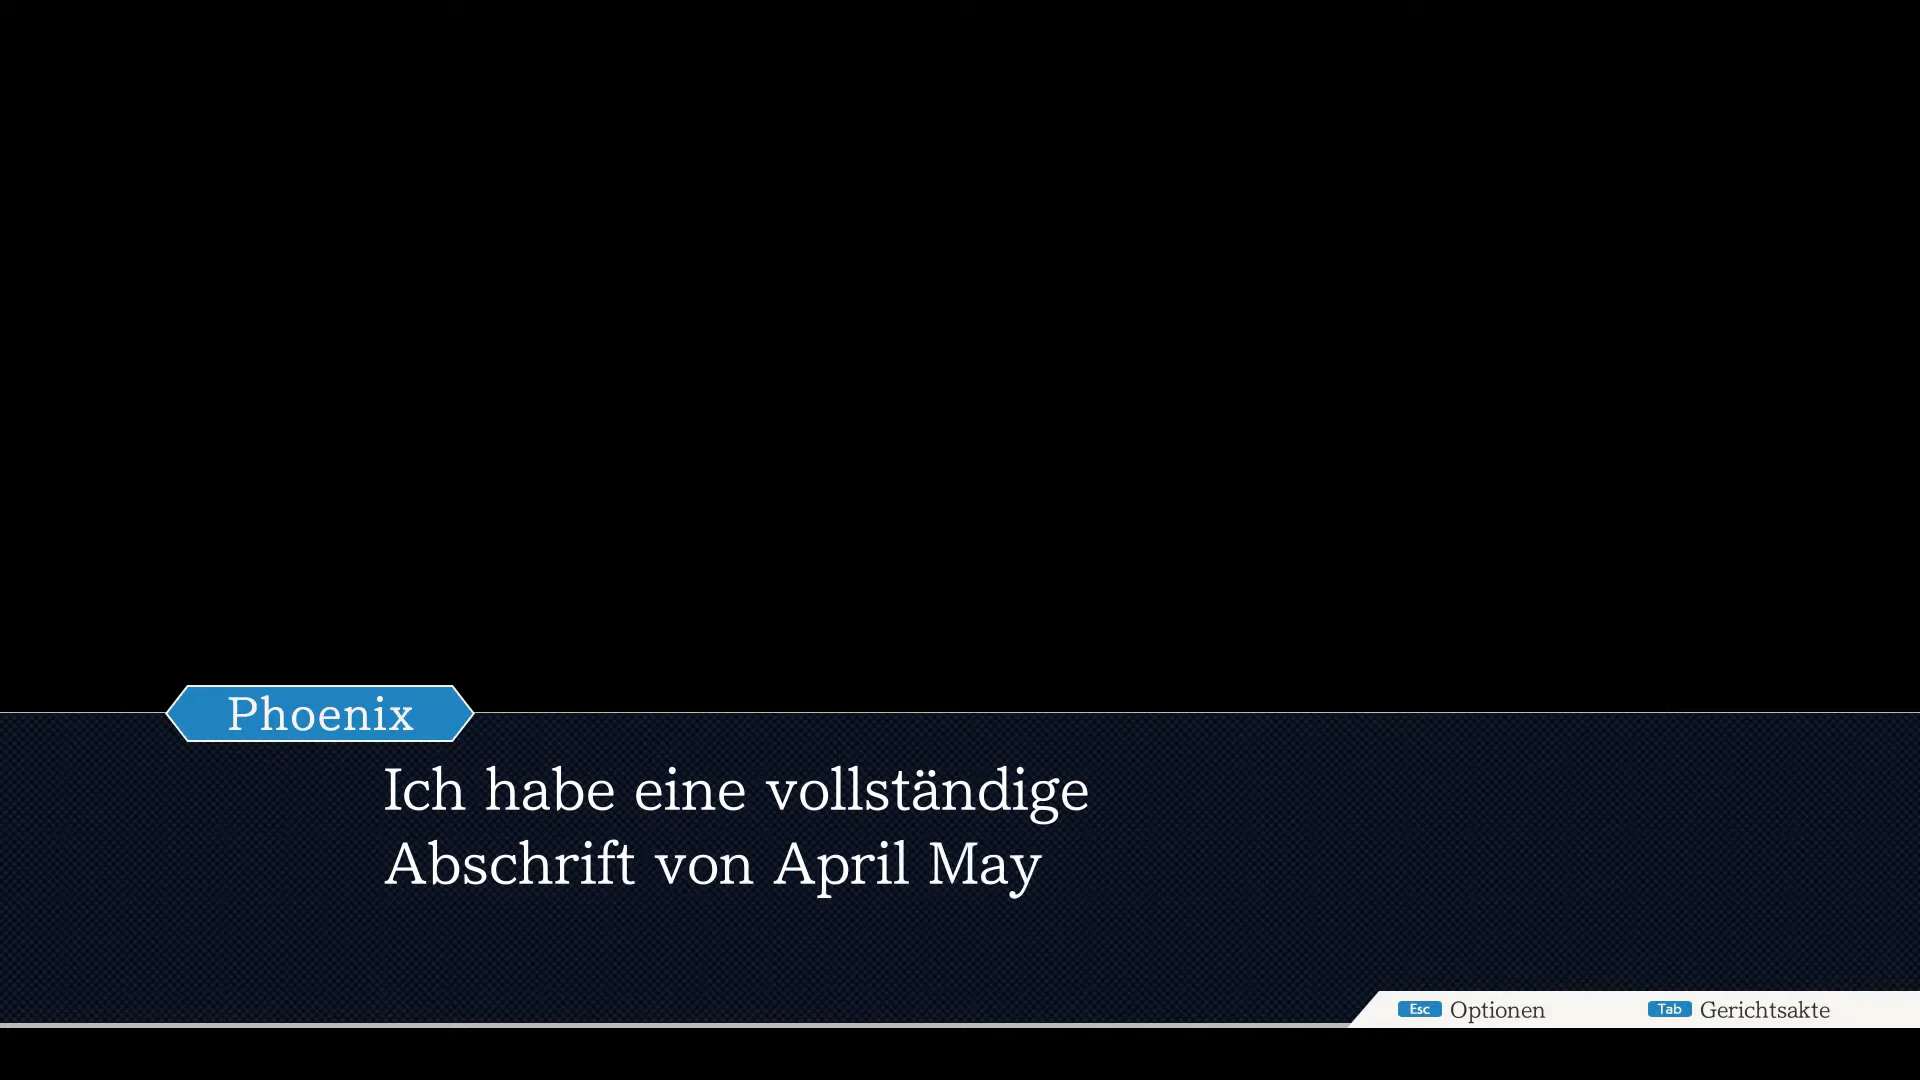 Phoenix
Ich habe eine vollständige
Abschrift von April May
Esc Optionen Tab Gerichtsakte